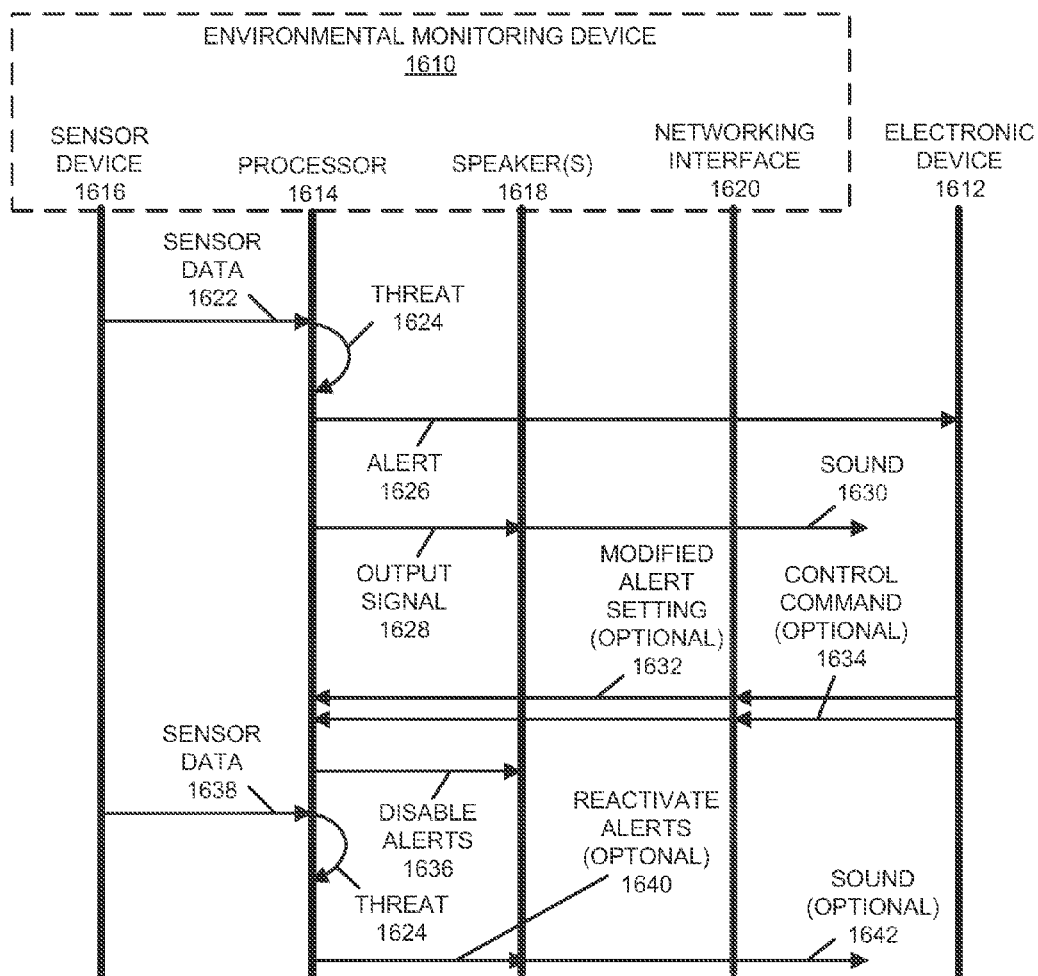 ENVIRONMENTAL MONITORING DEVICE
1610
SENSOR
DEVICE
1616
PROCESSOR
1614
SPEAKER(S)
1618
NETWORKING
INTERFACE
1620
ELECTRONIC
DEVICE
1612
SENSOR
DATA
1622
THREAT
1624
ALERT
1626
SOUND
1630
OUTPUT
SIGNAL
1628
MODIFIED
ALERT
SETTING
(OPTIONAL)
1632
CONTROL
COMMAND
(OPTIONAL)
1634
SENSOR
DATA
1638
DISABLE
ALERTS
1636
REACTIVATE
ALERTS
(OPTONAL)
1640
THREAT
1624
SOUND
(OPTIONAL)
1642